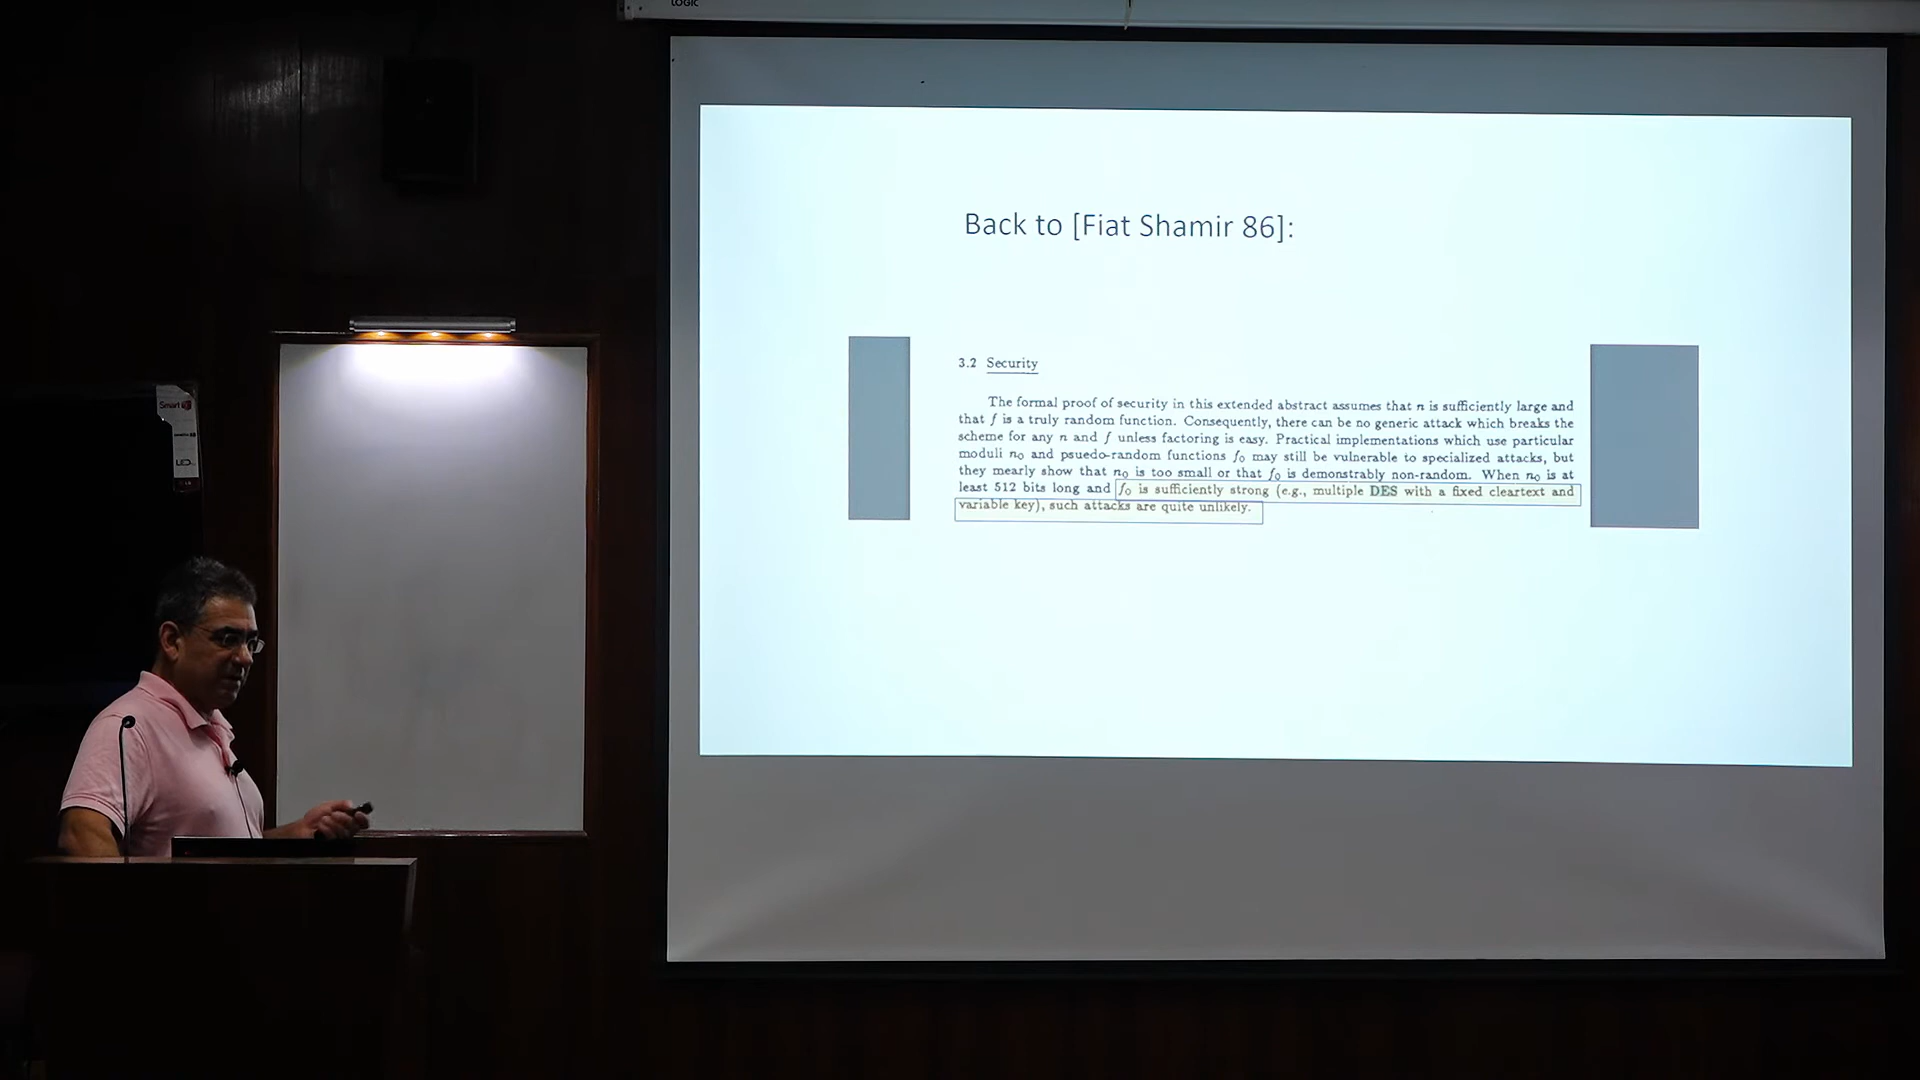 LOGIC
Back to [Fiat Shamir 86]:
3.2 Security
The formal proof of security in this extended abstract assumes that n is sufficiently large and
that f is a truly random function. Consequently, there can be no generic attack which breaks the
scheme for any n and f unless factoring is easy. Practical implementations which use particular
moduli n₀ and psuedo-random functions f₀ may still be vulnerable to specialized attacks, but
they mearly show that n₀ is too small or that f₀ is demonstrably non-random. When n₀ is at
least 512 bits long and f₀ is sufficiently strong (e.g., multiple DES with a fixed cleartext and
variable key), such attacks are quite unlikely.
Smart